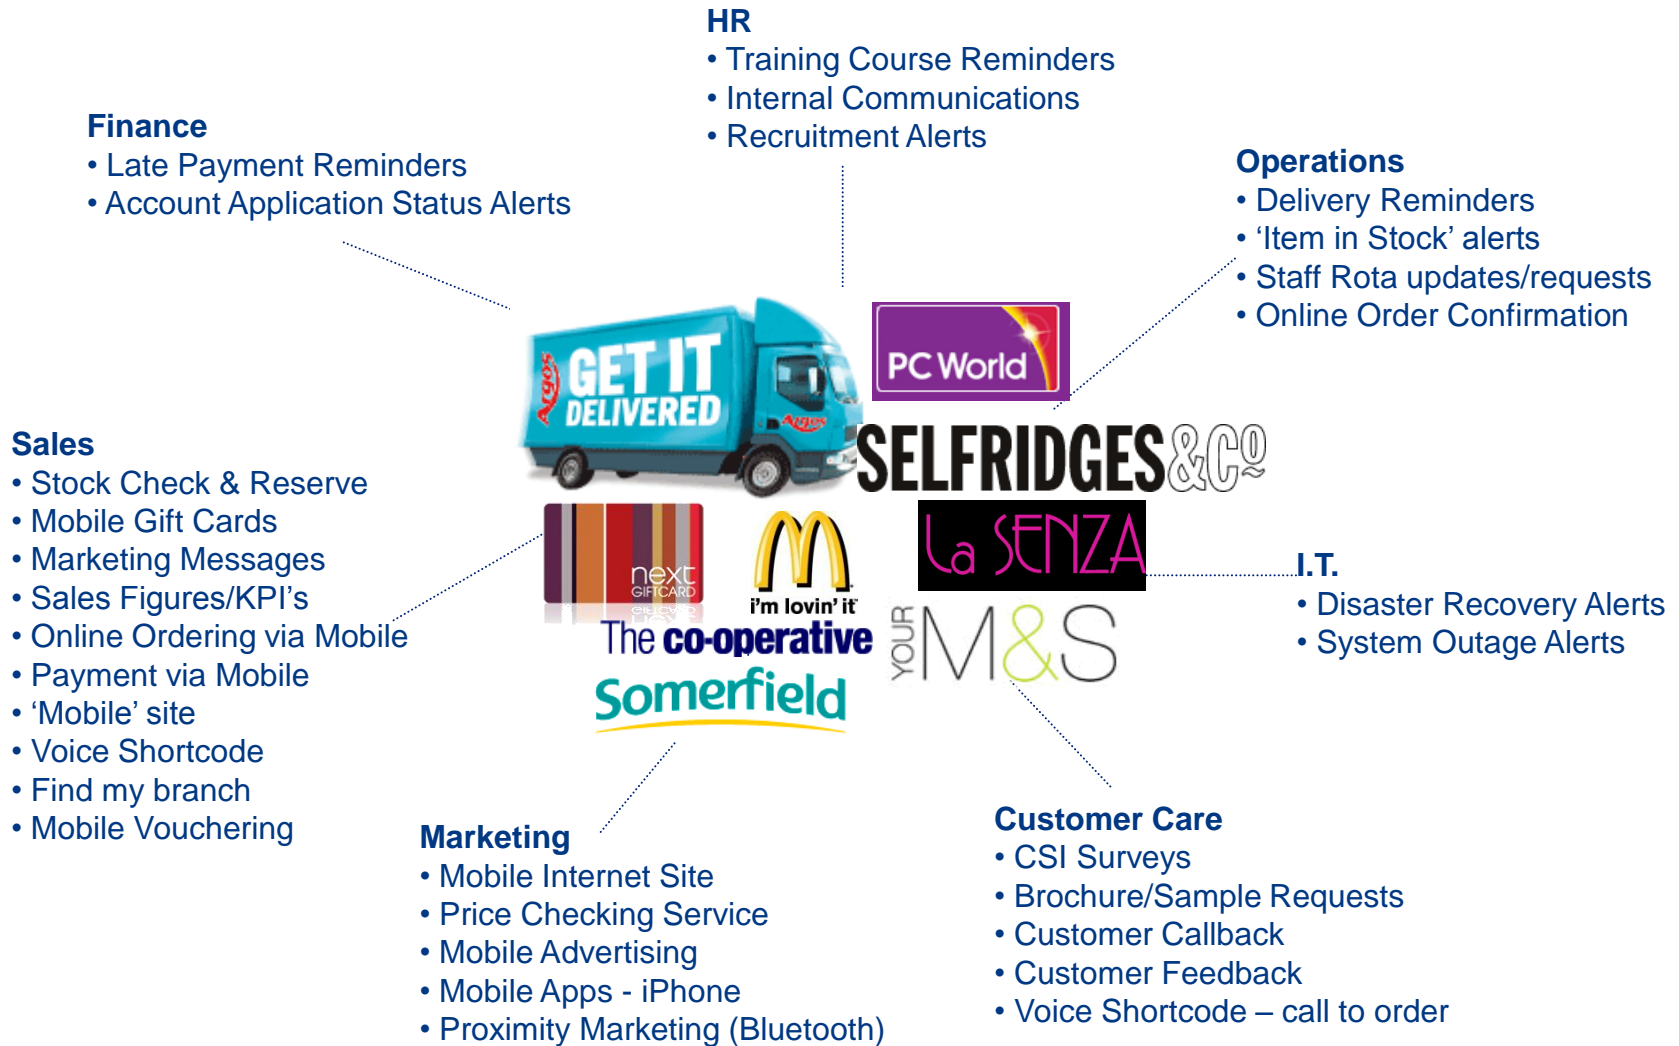 HR
• Training Course Reminders
• Internal Communications
• Recruitment Alerts
Finance
• Late Payment Reminders
• Account Application Status Alerts
Operations
• Delivery Reminders
• ‘Item in Stock’ alerts
• Staff Rota updates/requests
• Online Order Confirmation
Argos
GET IT
DELIVERED
Argos
PC World
SELFRIDGES&Co
Sales
• Stock Check & Reserve
• Mobile Gift Cards
• Marketing Messages
• Sales Figures/KPI’s
• Online Ordering via Mobile
• Payment via Mobile
• ‘Mobile’ site
• Voice Shortcode
• Find my branch
• Mobile Vouchering
next
GIFTCARD
i'm lovin' it
La SENZA
The co-operative
YOUR M&S
Somerfield
I.T.
• Disaster Recovery Alerts
• System Outage Alerts
Marketing
• Mobile Internet Site
• Price Checking Service
• Mobile Advertising
• Mobile Apps - iPhone
• Proximity Marketing (Bluetooth)
Customer Care
• CSI Surveys
• Brochure/Sample Requests
• Customer Callback
• Customer Feedback
• Voice Shortcode – call to order